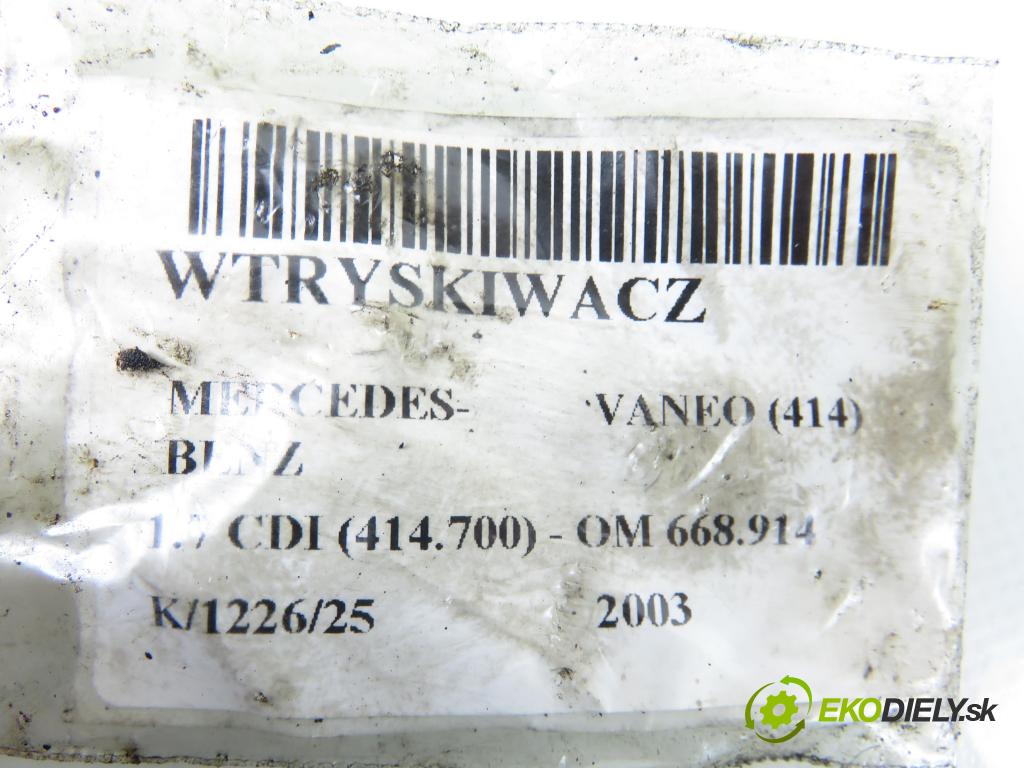 WTRYSKIWACZ
MERCEDES- VANEO (414)
BENZ
1.7 CDI (414.700) - OM 668.914
K/1226/25 2003
EKODIELY.sk